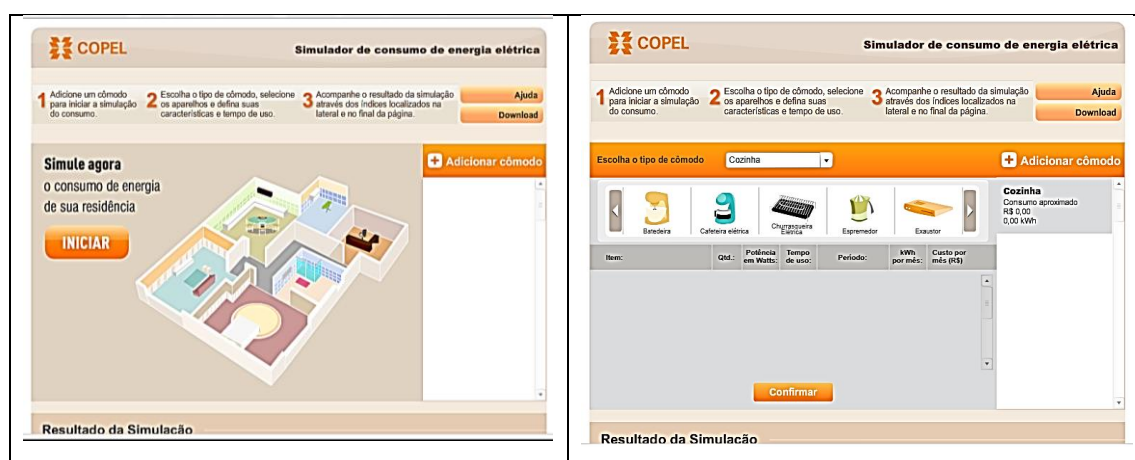 COPEL
Simulador de consumo de energia elétrica
1 Adicione um cômodo
para iniciar a simulação
do consumo.
2 Escolha o tipo de cômodo, selecione
os aparelhos e defina suas
características e tempo de uso.
3 Acompanhe o resultado da simulação
através dos índices localizados na
lateral e no final da página.
Ajuda
Download
Simule agora
o consumo de energia
de sua residência
INICIAR
+ Adicionar cômodo
Resultado da Simulação
COPEL
Simulador de consumo de energia elétrica
1 Adicione um cômodo
para iniciar a simulação
do consumo.
2 Escolha o tipo de cômodo, selecione
os aparelhos e defina suas
características e tempo de uso.
3 Acompanhe o resultado da simulação
através dos índices localizados na
lateral e no final da página.
Ajuda
Download
Escolha o tipo de cômodo
Cozinha
+ Adicionar cômodo
Batedeira
Cafeteira elétrica
Churrasqueira
Elétrica
Espremedor
Exaustor
Cozinha
Consumo aproximado
R$ 0,00
0,00 kWh
Item:
Qtd.:
Potência
em Watts:
Tempo
de uso:
Período:
kWh
por mês:
Custo por
mês (R$)
Confirmar
Resultado da Simulação